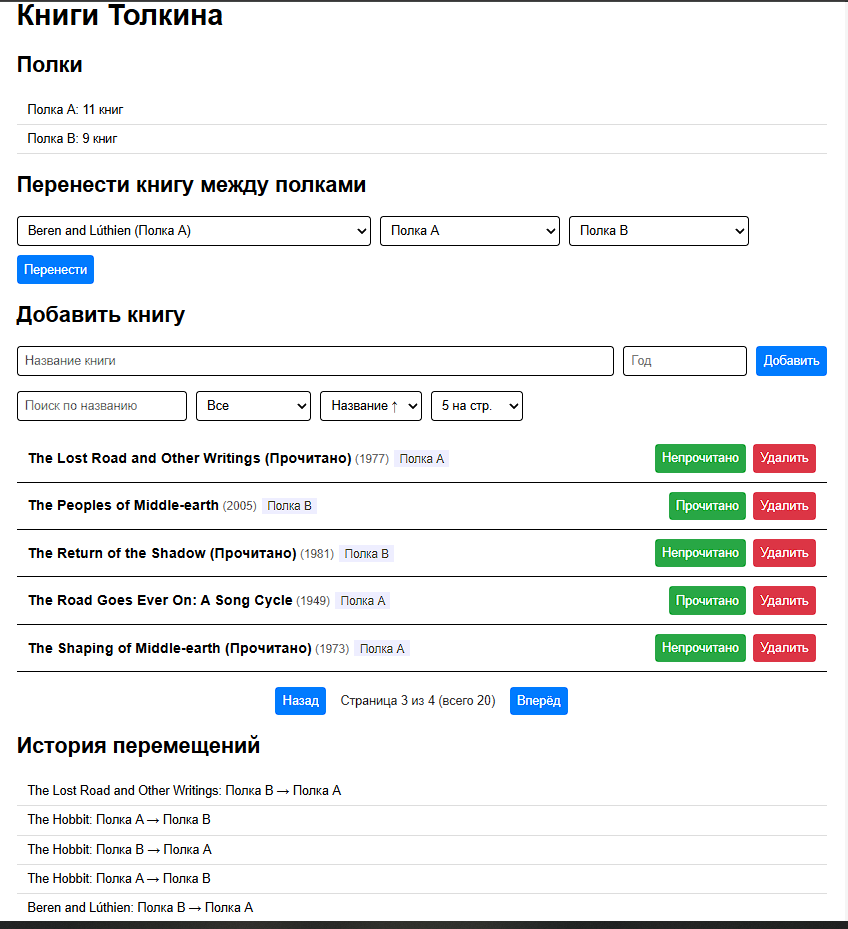 Книги Толкина
Полки
Полка A: 11 книг
Полка B: 9 книг
Перенести книгу между полками
Beren and Lúthien (Полка A) Полка A Полка B
Перенести
Добавить книгу
Название книги Год Добавить
Поиск по названию Все Название ↑ 5 на стр.
The Lost Road and Other Writings (Прочитано) (1977) Полка A Непрочитано Удалить
The Peoples of Middle-earth (2005) Полка B Прочитано Удалить
The Return of the Shadow (Прочитано) (1981) Полка B Непрочитано Удалить
The Road Goes Ever On: A Song Cycle (1949) Полка A Прочитано Удалить
The Shaping of Middle-earth (Прочитано) (1973) Полка A Непрочитано Удалить
Назад Страница 3 из 4 (всего 20) Вперёд
История перемещений
The Lost Road and Other Writings: Полка B → Полка A
The Hobbit: Полка A → Полка B
The Hobbit: Полка B → Полка A
The Hobbit: Полка A → Полка B
Beren and Lúthien: Полка B → Полка A